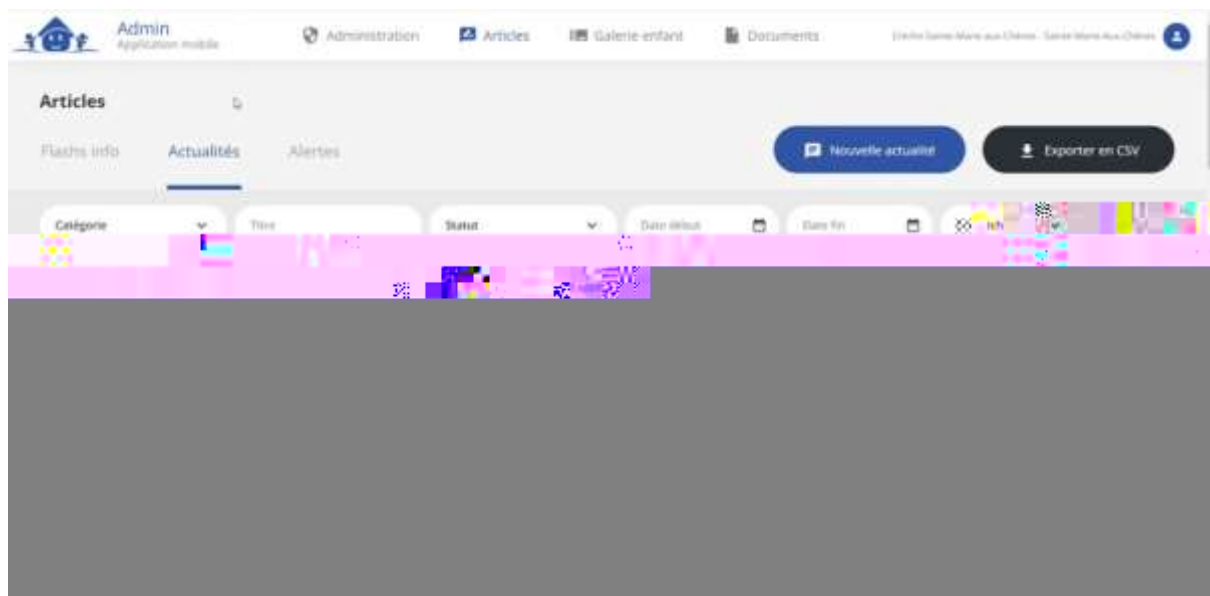 Admin
Application mobile
Administration
Articles
Galerie enfant
Documents
Articles
Flashs info
Actualités
Alertes
Nouvelle actualité
Exporter en CSV
Catégorie
Titre
Statut
Date début
Date fin